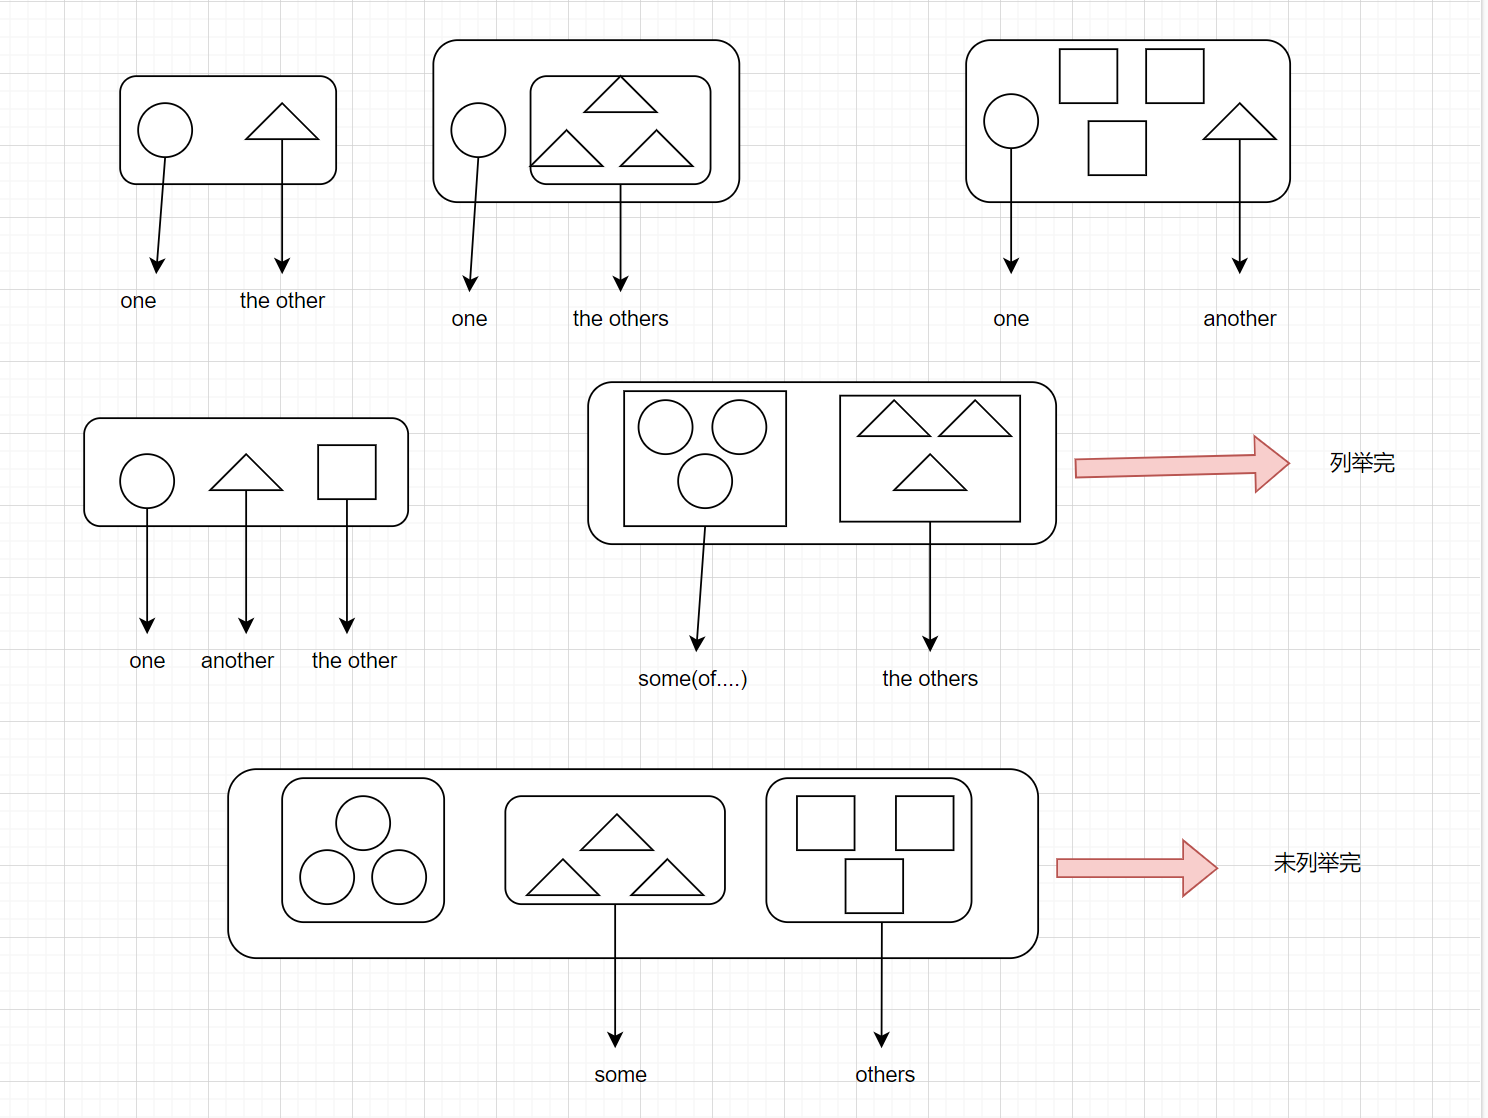 one
the other
one
the others
one
another
列举完
one
another
the other
some(of....)
the others
未列举完
some
others